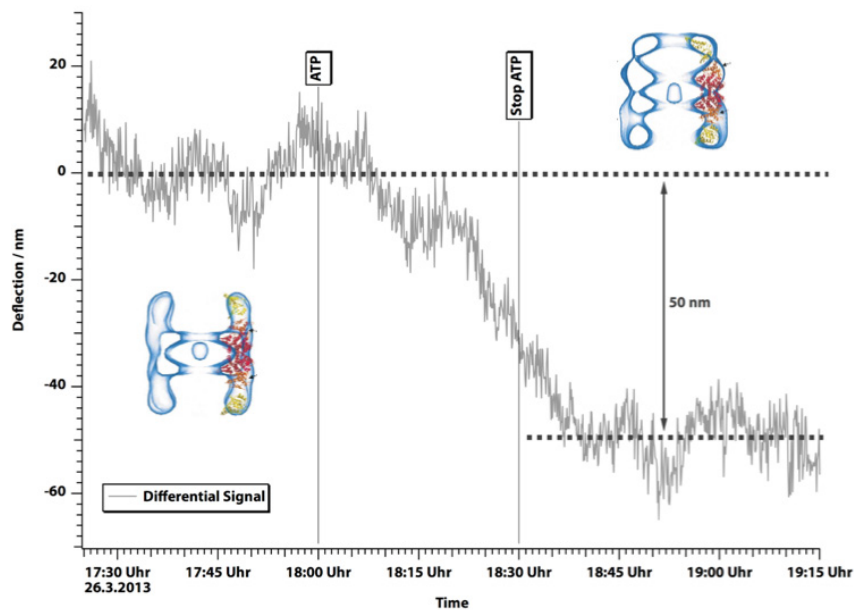 20
0
-20
-40
-60
Deflection / nm
ATP
Stop ATP
50 nm
Differential Signal
17:30 Uhr
17:45 Uhr
18:00 Uhr
18:15 Uhr
18:30 Uhr
18:45 Uhr
19:00 Uhr
19:15 Uhr
26.3.2013
Time